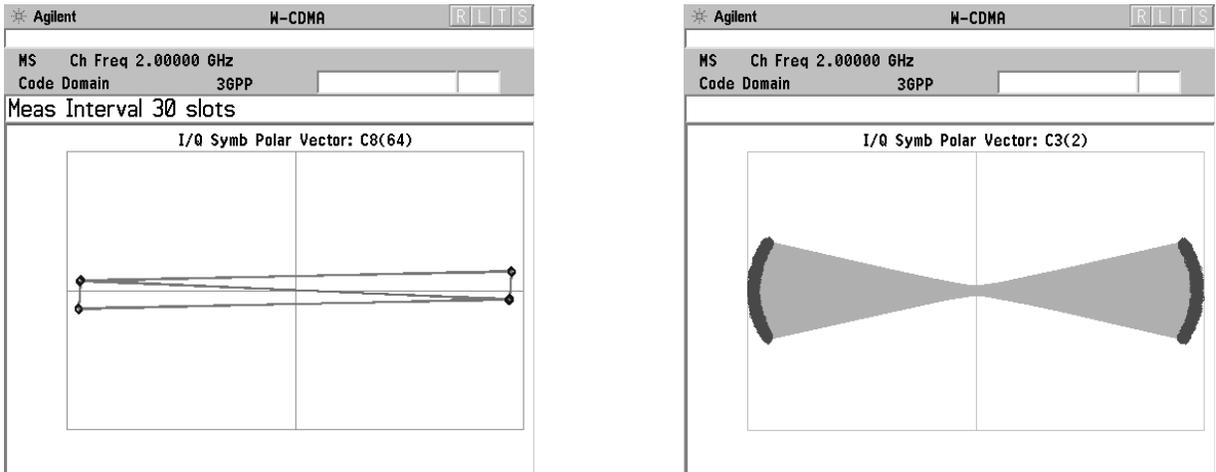 Agilent W-CDMA R L T S
MS Ch Freq 2.00000 GHz
Code Domain 3GPP
Meas Interval 30 slots
I/Q Symb Polar Vector: C8(64)
Agilent W-CDMA R L T S
MS Ch Freq 2.00000 GHz
Code Domain 3GPP
I/Q Symb Polar Vector: C3(2)